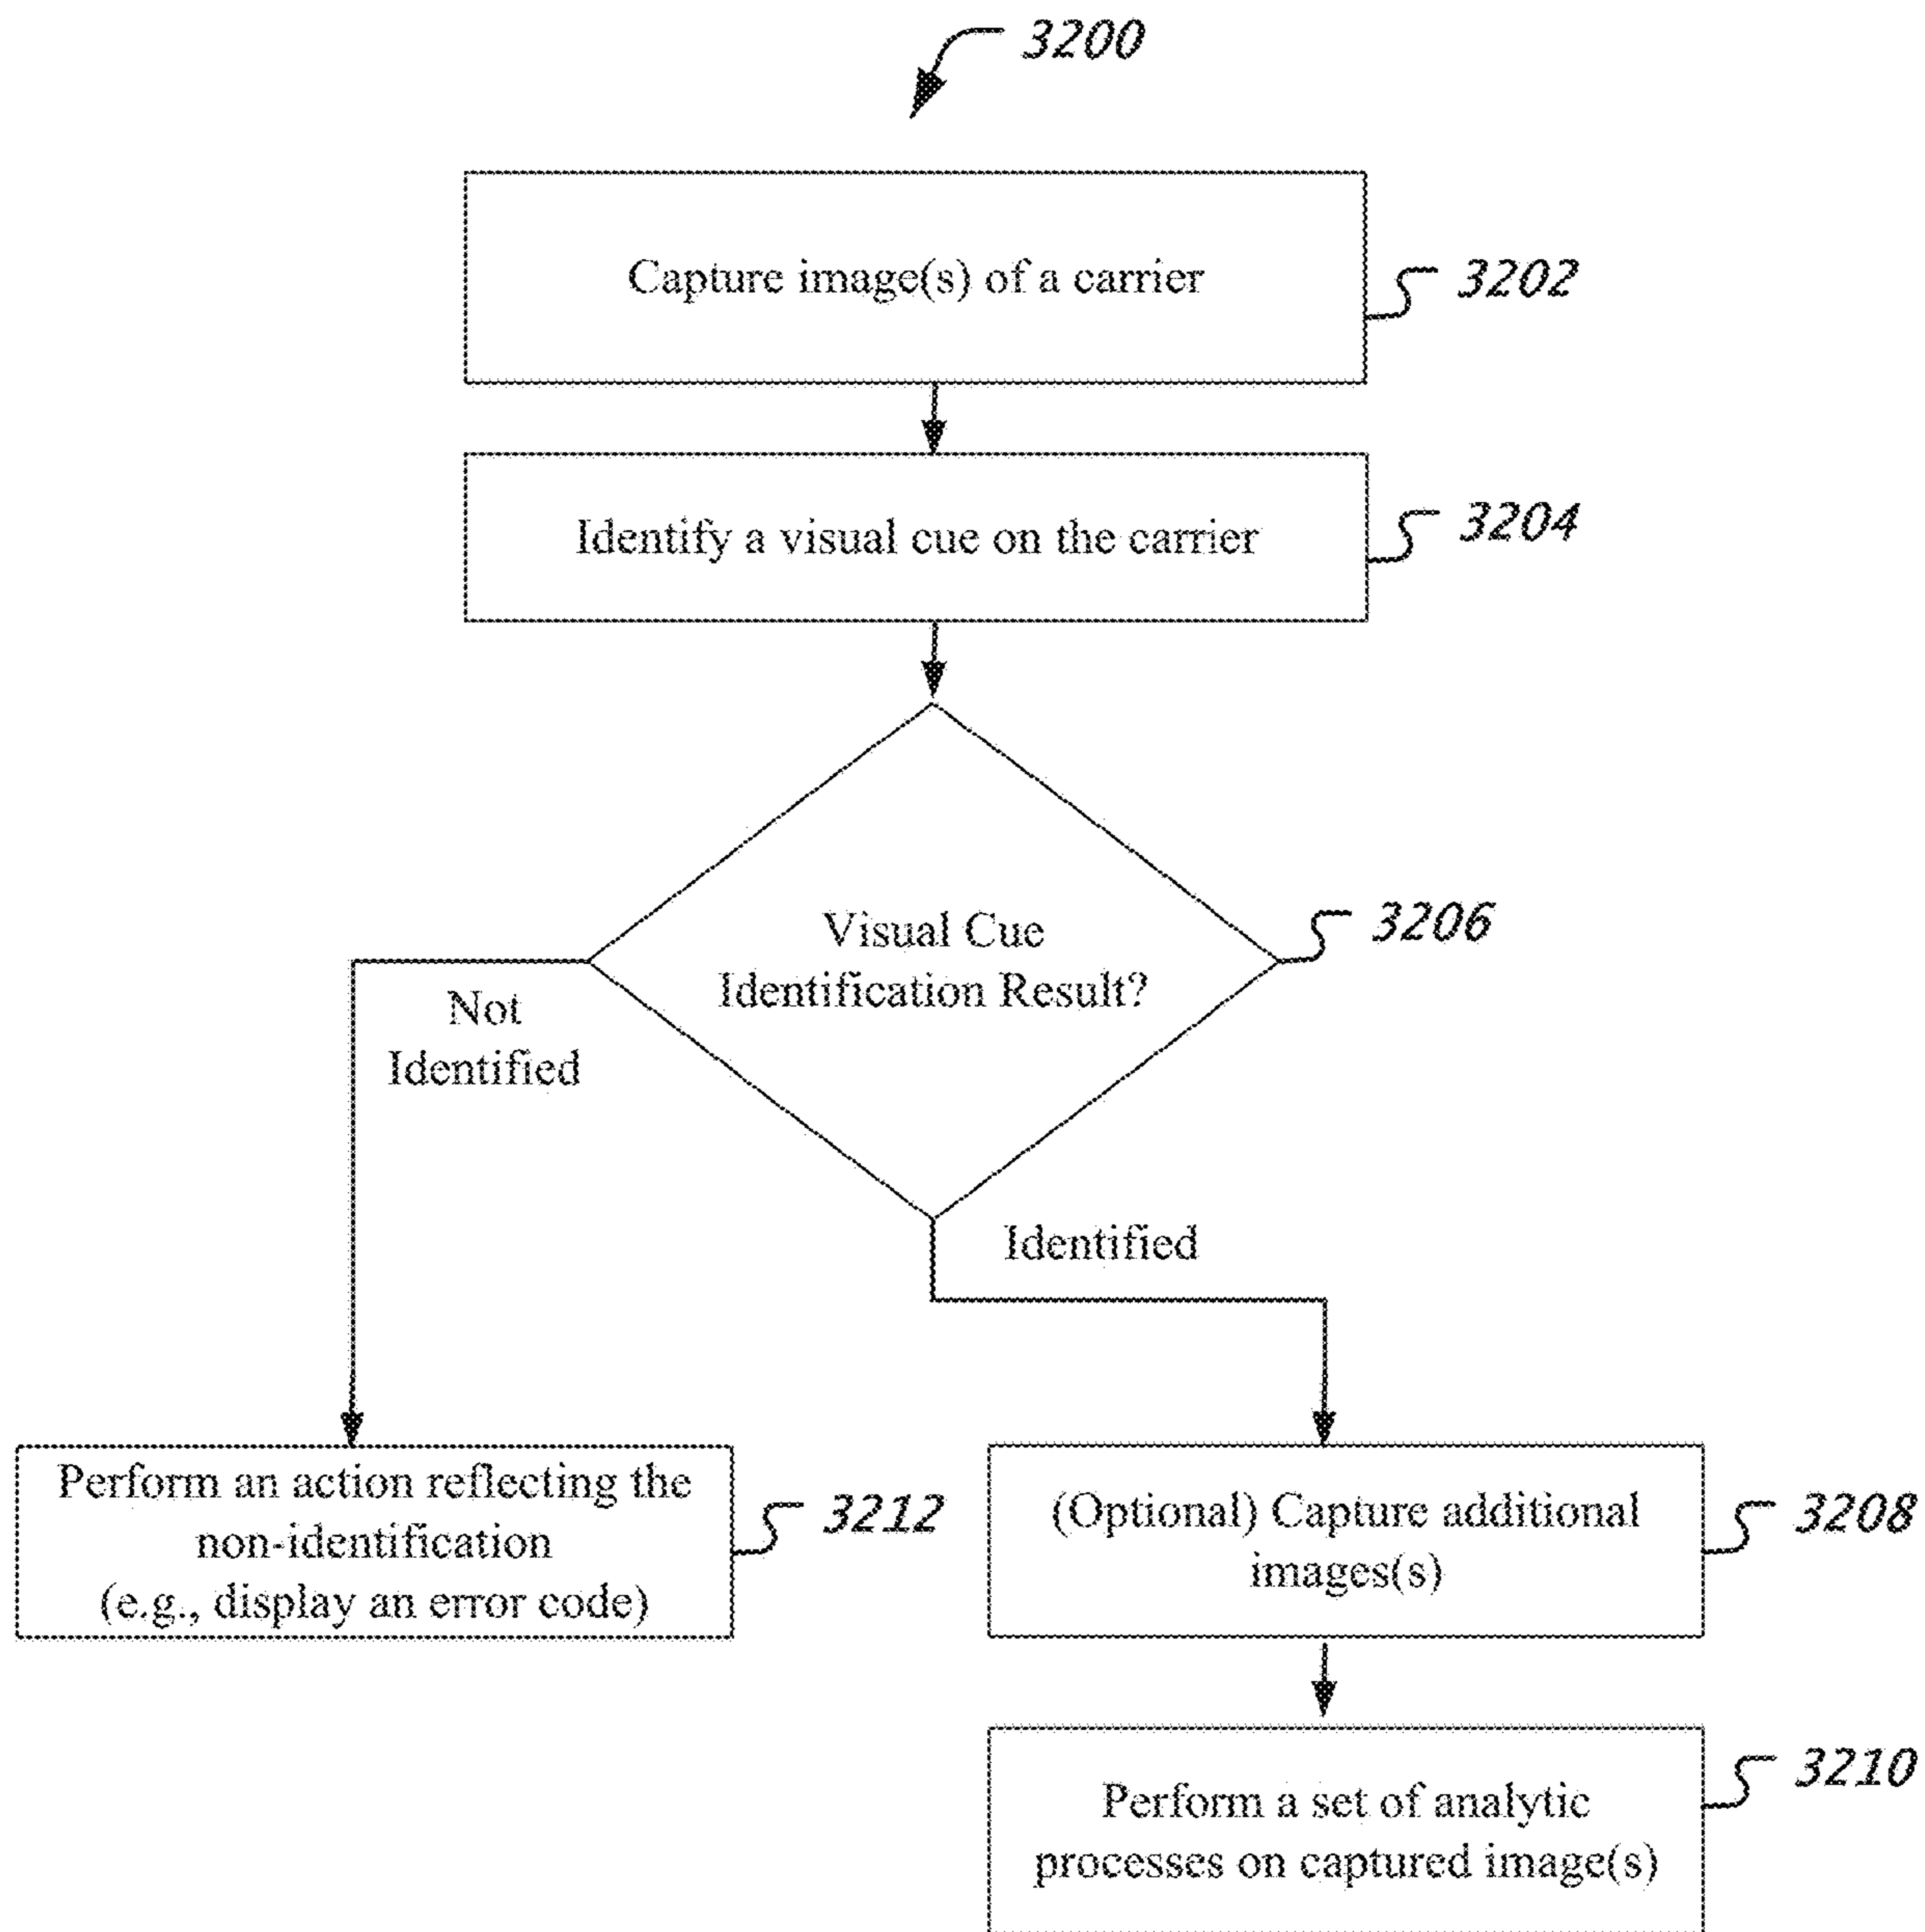 3200
Capture image(s) of a carrier
3202
Identify a visual cue on the carrier
3204
Visual Cue
Identification Result?
3206
Not
Identified
Identified
Perform an action reflecting the
non-identification
(e.g., display an error code)
3212
(Optional) Capture additional
images(s)
3208
Perform a set of analytic
processes on captured image(s)
3210